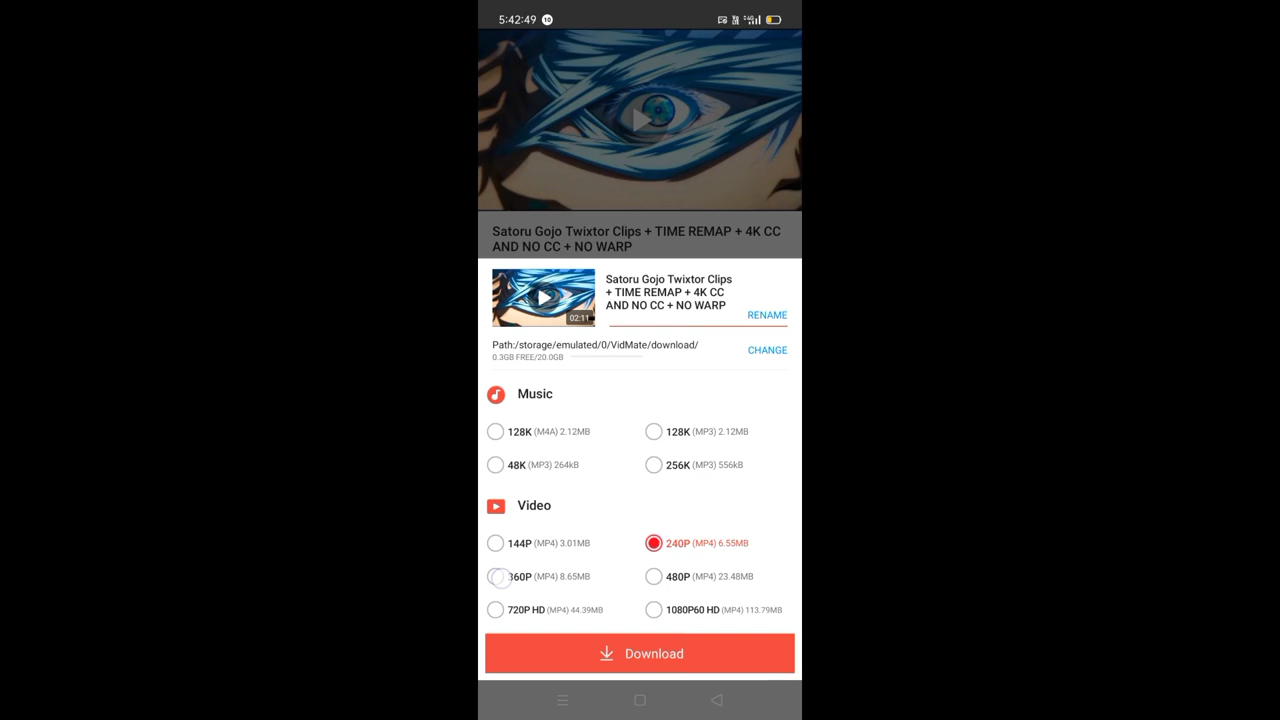 5:42:49 10
Satoru Gojo Twixtor Clips + TIME REMAP + 4K CC
AND NO CC + NO WARP
Satoru Gojo Twixtor Clips
+ TIME REMAP + 4K CC
AND NO CC + NO WARP
RENAME
02:11
Path:/storage/emulated/0/VidMate/download/
CHANGE
0.3GB FREE/20.0GB
Music
128K (M4A) 2.12MB
128K (MP3) 2.12MB
48K (MP3) 264kB
256K (MP3) 556kB
Video
144P (MP4) 3.01MB
240P (MP4) 6.55MB
360P (MP4) 8.65MB
480P (MP4) 23.48MB
720P HD (MP4) 44.39MB
1080P60 HD (MP4) 113.79MB
Download